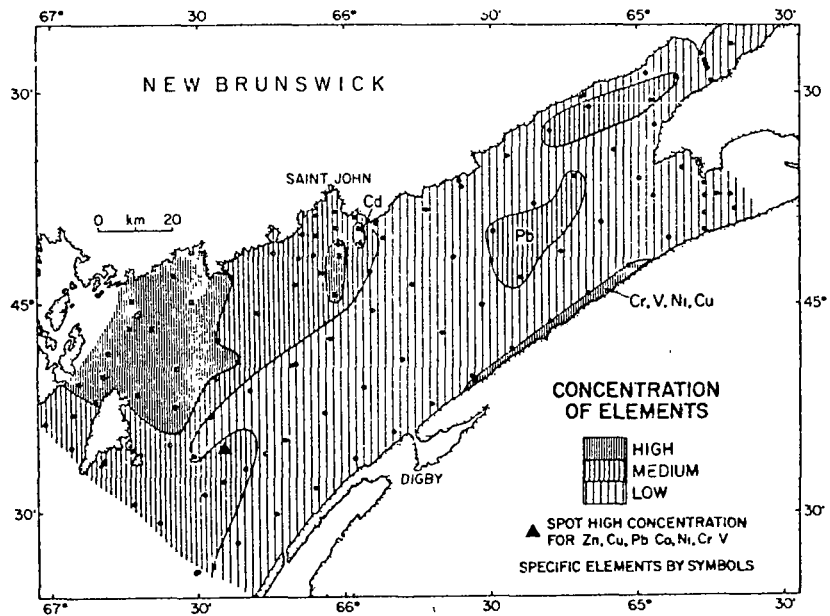 67° 30' 66° 30' 65°
30'
NEW BRUNSWICK
30'
SAINT JOHN
Cd
0 km 20
Pb
45°
45°
Cr, V, Ni, Cu
CONCENTRATION
OF ELEMENTS
HIGH
MEDIUM
LOW
DIGBY
30'
30'
SPOT HIGH CONCENTRATION
FOR Zn, Cu, Pb Co, Ni, Cr V
SPECIFIC ELEMENTS BY SYMBOLS
67° 30' 66° 30' 65° 30'